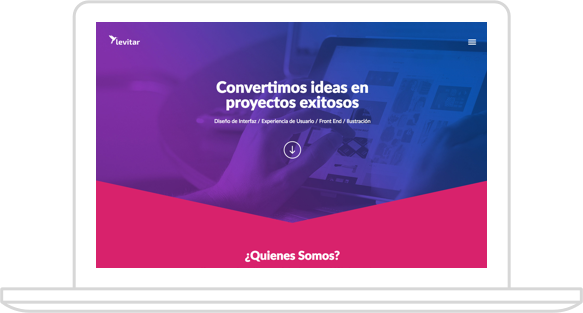 levitar
Convertimos ideas en
proyectos exitosos
Diseño de Interfaz / Experiencia de Usuario / Front End / Ilustración
¿Quienes Somos?